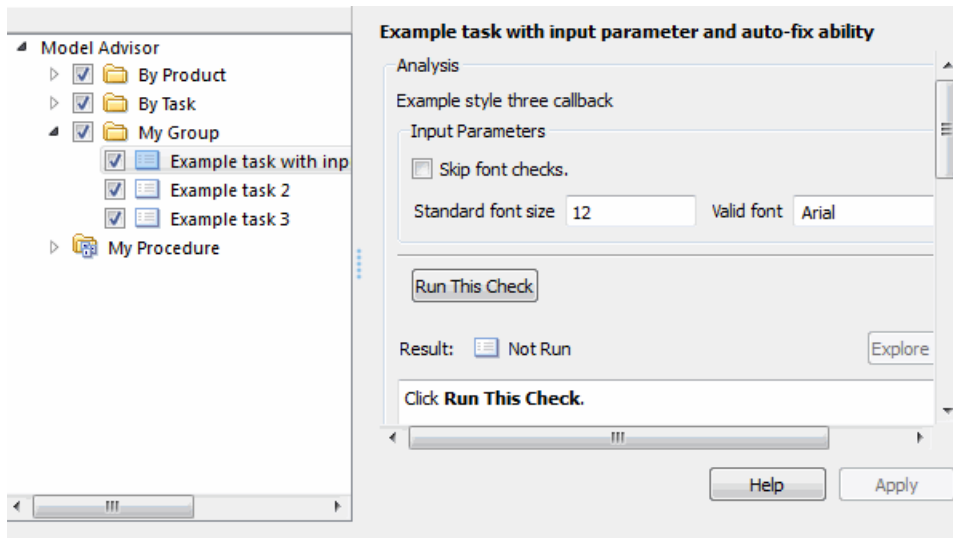 Model Advisor
By Product
By Task
My Group
Example task with inp
Example task 2
Example task 3
My Procedure
Example task with input parameter and auto-fix ability
Analysis
Example style three callback
Input Parameters
Skip font checks.
Standard font size 12 Valid font Arial
Run This Check
Result: Not Run Explore
Click Run This Check.
Help Apply